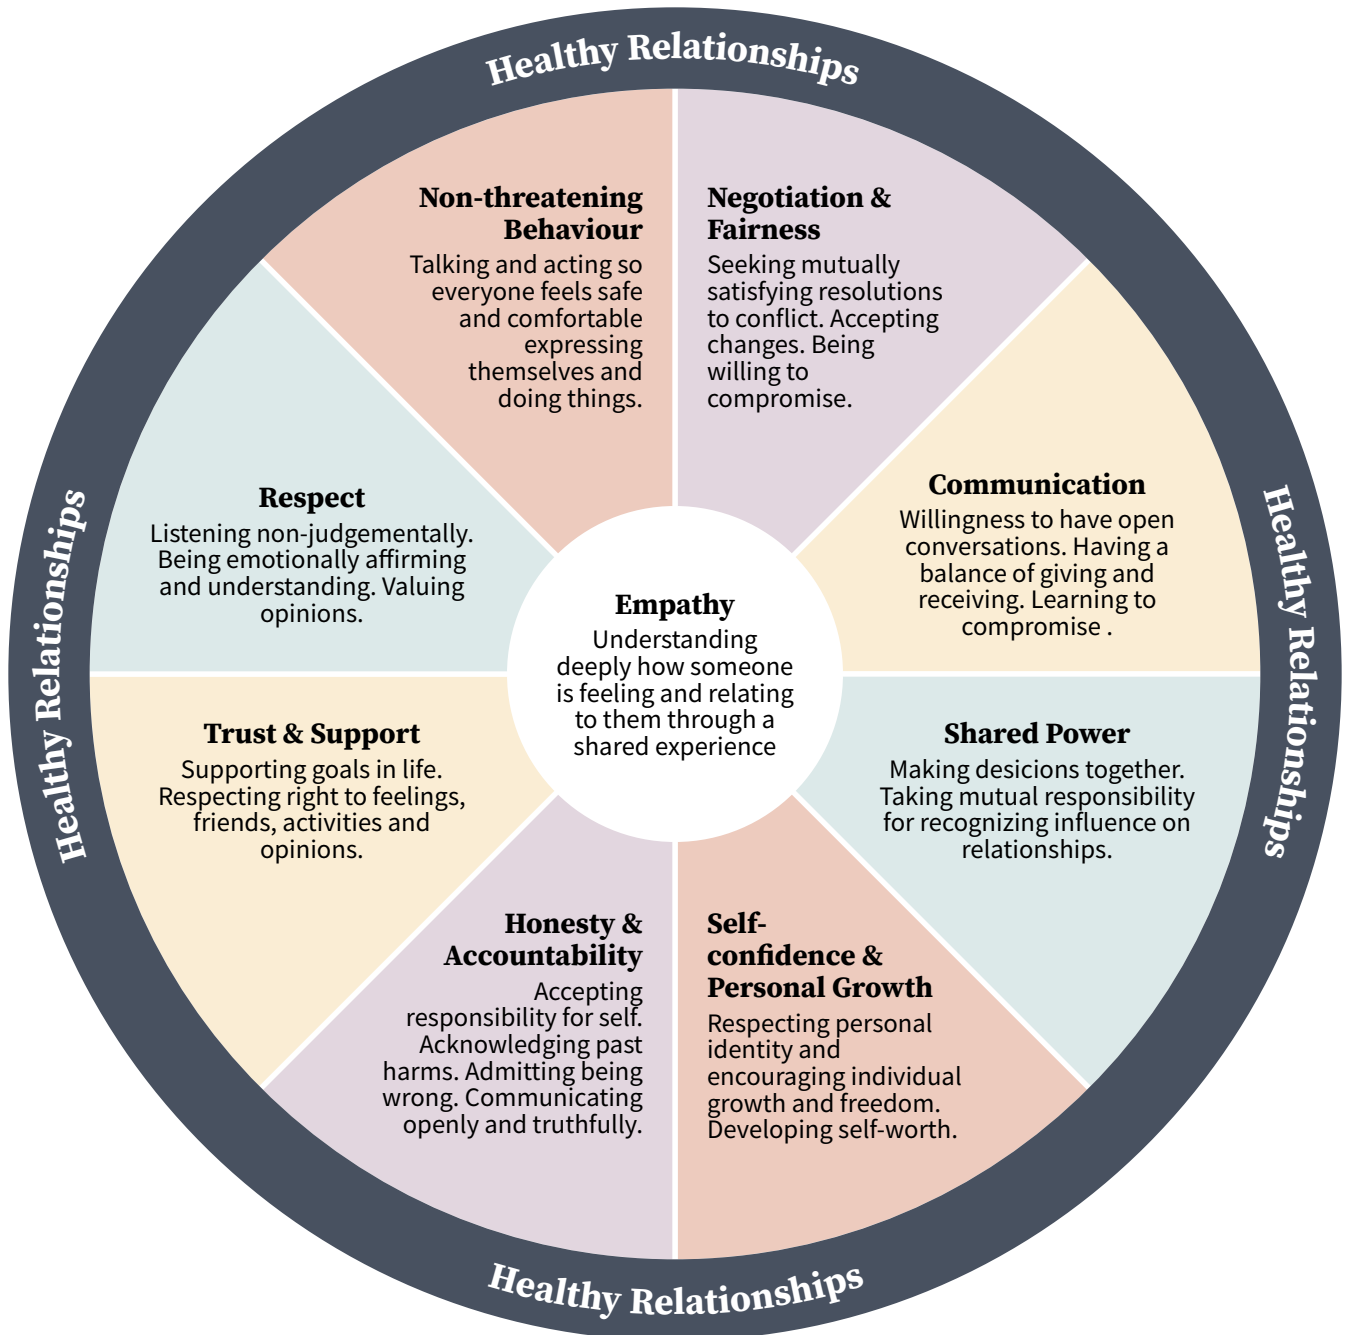 Healthy Relationships
Non-threatening
Behaviour
Talking and acting so
everyone feels safe
and comfortable
expressing
themselves and
doing things.
Negotiation &
Fairness
Seeking mutually
satisfying resolutions
to conflict. Accepting
changes. Being
willing to
compromise.
Respect
Listening non-judgementally.
Being emotionally affirming
and understanding. Valuing
opinions.
Communication
Willingness to have open
conversations. Having a
balance of giving and
receiving. Learning to
compromise .
Healthy Relationships
Empathy
Understanding
deeply how someone
is feeling and relating
to them through a
shared experience
Healthy Relationships
Trust & Support
Supporting goals in life.
Respecting right to feelings,
friends, activities and
opinions.
Shared Power
Making desicions together.
Taking mutual responsibility
for recognizing influence on
relationships.
Honesty &
Accountability
Accepting
responsibility for self.
Acknowledging past
harms. Admitting being
wrong. Communicating
openly and truthfully.
Self-
confidence &
Personal Growth
Respecting personal
identity and
encouraging individual
growth and freedom.
Developing self-worth.
Healthy Relationships